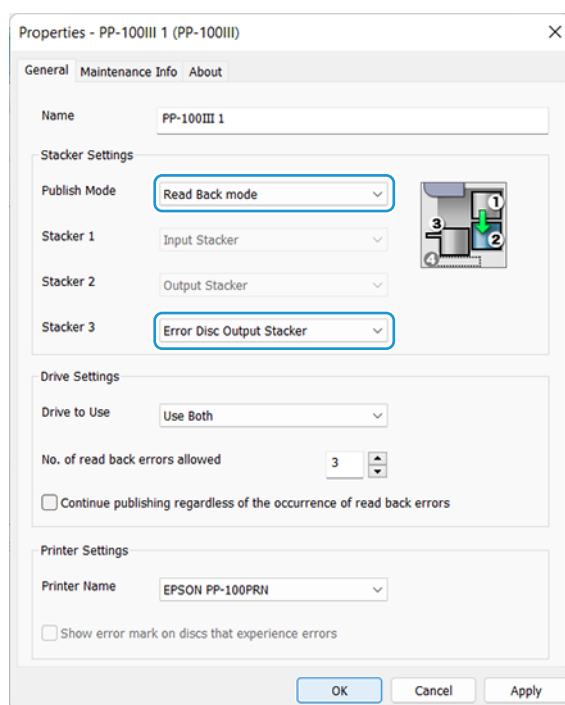 Properties - PP-100III 1 (PP-100III)
General Maintenance Info About
Name PP-100III 1
Stacker Settings
Publish Mode Read Back mode
Stacker 1 Input Stacker
Stacker 2 Output Stacker
Stacker 3 Error Disc Output Stacker
1
2
3
4
Drive Settings
Drive to Use Use Both
No. of read back errors allowed 3
Continue publishing regardless of the occurrence of read back errors
Printer Settings
Printer Name EPSON PP-100PRN
Show error mark on discs that experience errors
OK Cancel Apply